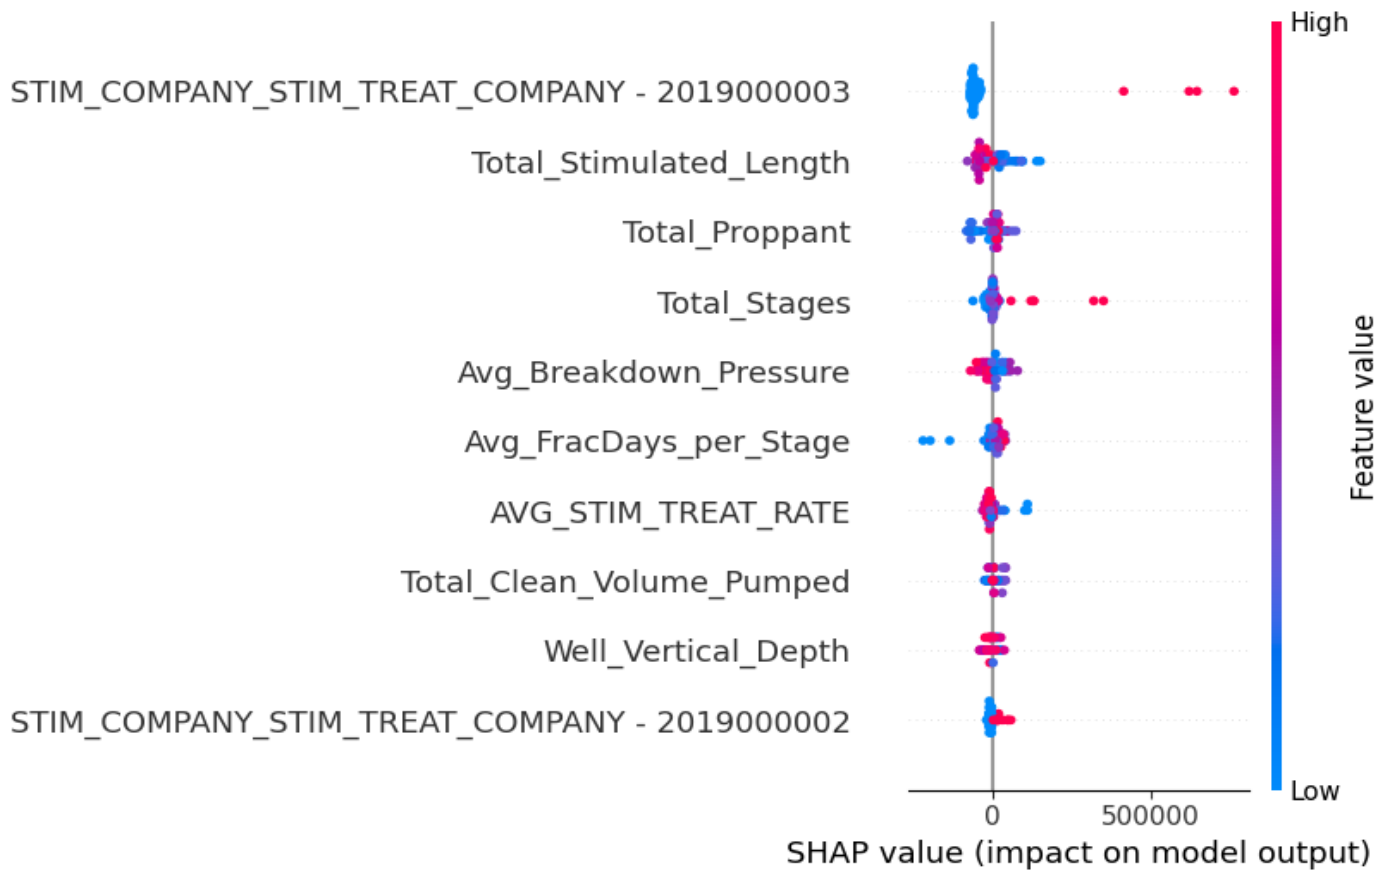 High
STIM_COMPANY_STIM_TREAT_COMPANY - 2019000003
Total_Stimulated_Length
Total_Proppant
Total_Stages
Avg_Breakdown_Pressure
Avg_FracDays_per_Stage
AVG_STIM_TREAT_RATE
Total_Clean_Volume_Pumped
Well_Vertical_Depth
STIM_COMPANY_STIM_TREAT_COMPANY - 2019000002
Feature value
Low
0 500000
SHAP value (impact on model output)